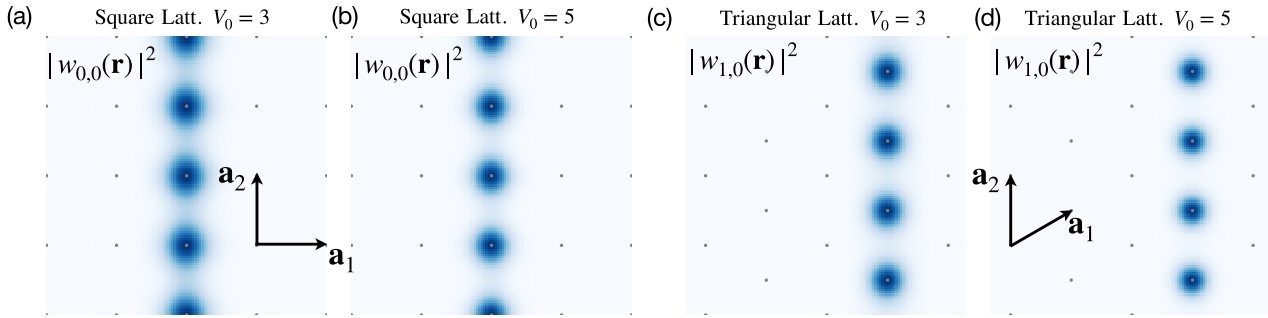 (a) Square Latt. V₀ = 3
|w₀,₀(𝐫)|²
𝐚₂
𝐚₁
(b) Square Latt. V₀ = 5
|w₀,₀(𝐫)|²
(c) Triangular Latt. V₀ = 3
|w₁,₀(𝐫)|²
(d) Triangular Latt. V₀ = 5
|w₁,₀(𝐫)|²
𝐚₂
𝐚₁